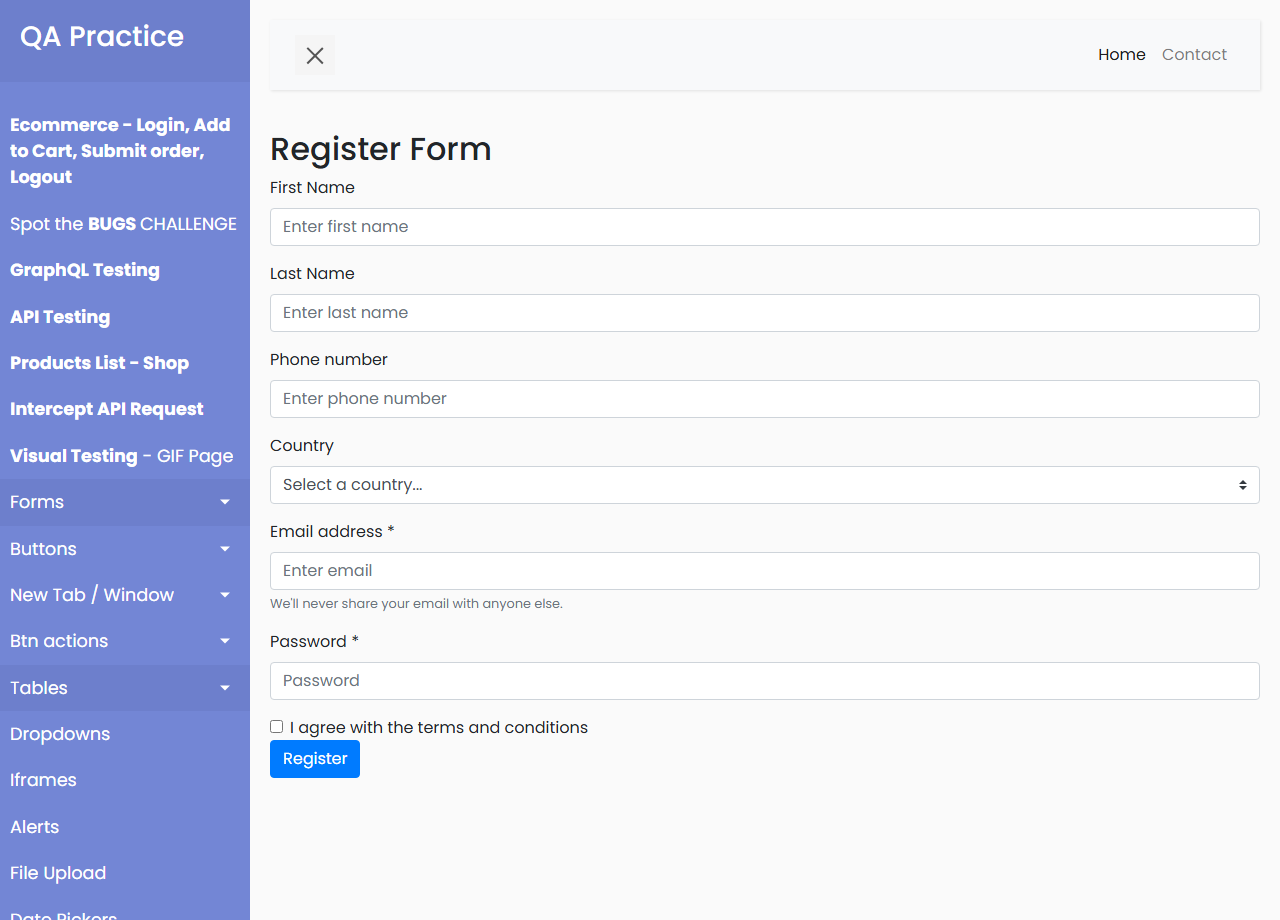 QA Practice
Ecommerce - Login, Add
to Cart, Submit order,
Logout
Spot the BUGS CHALLENGE
GraphQL Testing
API Testing
Products List - Shop
Intercept API Request
Visual Testing - GIF Page
Forms
Buttons
New Tab / Window
Btn actions
Tables
Dropdowns
Iframes
Alerts
File Upload
Date Pickers
Home
Contact
Register Form
First Name
Enter first name
Last Name
Enter last name
Phone number
Enter phone number
Country
Select a country...
Email address *
Enter email
We'll never share your email with anyone else.
Password *
Password
I agree with the terms and conditions
Register